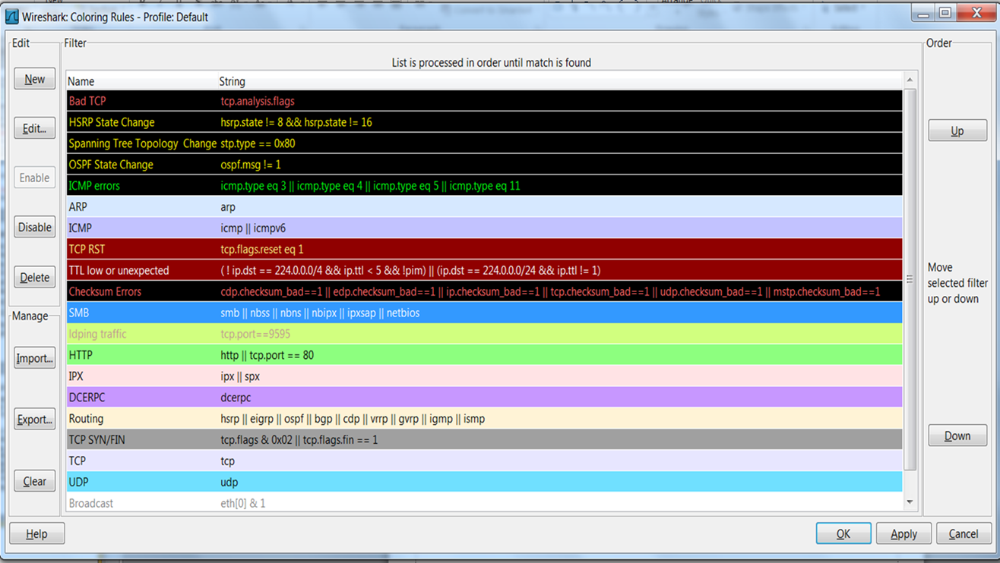 Wireshark: Coloring Rules - Profile: Default
Edit
Filter
Order
List is processed in order until match is found
New
Edit...
Enable
Disable
Delete
Manage
Import...
Export...
Clear
Name String
Bad TCP tcp.analysis.flags
HSRP State Change hsrp.state != 8 && hsrp.state != 16
Spanning Tree Topology Change stp.type == 0x80
OSPF State Change ospf.msg != 1
ICMP errors icmp.type eq 3 || icmp.type eq 4 || icmp.type eq 5 || icmp.type eq 11
ARP arp
ICMP icmp || icmpv6
TCP RST tcp.flags.reset eq 1
TTL low or unexpected ( ! ip.dst == 224.0.0.0/4 && ip.ttl < 5 && !pim) || (ip.dst == 224.0.0.0/24 && ip.ttl != 1)
Checksum Errors cdp.checksum_bad==1 || edp.checksum_bad==1 || ip.checksum_bad==1 || tcp.checksum_bad==1 || udp.checksum_bad==1 || mstp.checksum_bad==1
SMB smb || nbss || nbns || nbipx || ipxsap || netbios
ldping traffic tcp.port==9595
HTTP http || tcp.port == 80
IPX ipx || spx
DCERPC dcerpc
Routing hsrp || eigrp || ospf || bgp || cdp || vrrp || gvrp || igmp || ismp
TCP SYN/FIN tcp.flags & 0x02 || tcp.flags.fin == 1
TCP tcp
UDP udp
Broadcast eth[0] & 1
Up
Move
selected filter
up or down
Down
Help
OK
Apply
Cancel